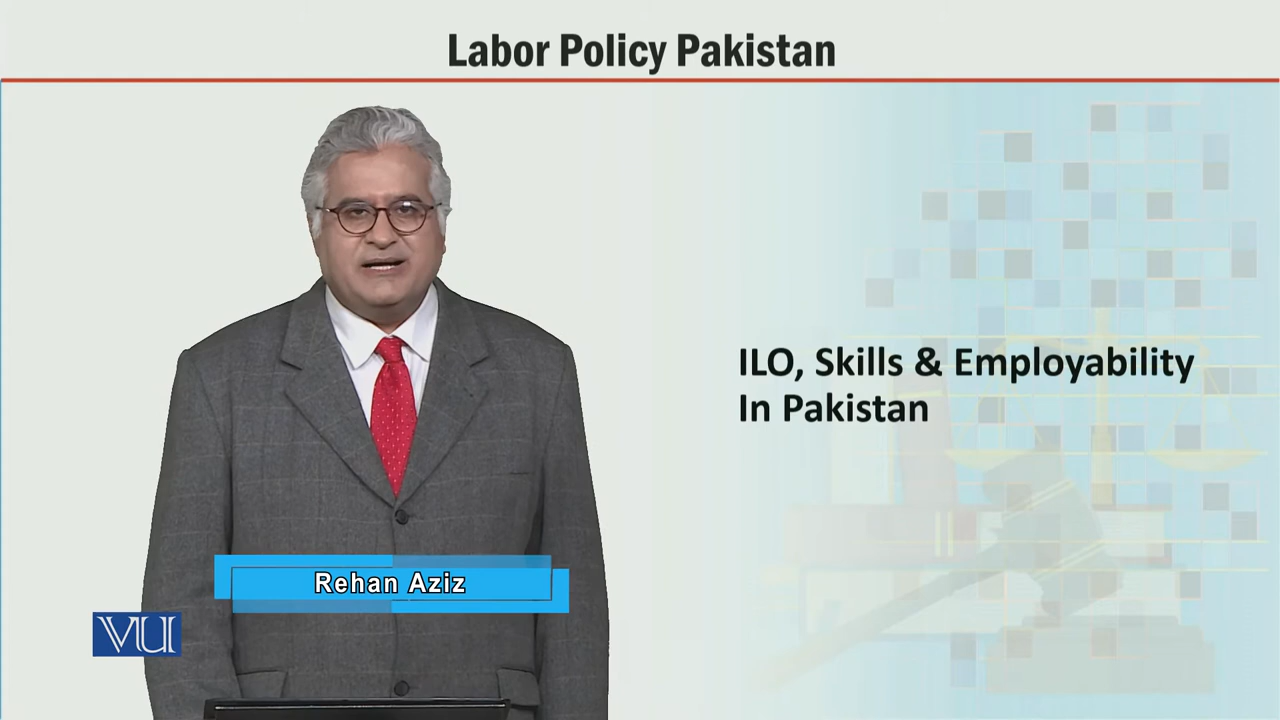 Labor Policy Pakistan
ILO, Skills & Employability
In Pakistan
Rehan Aziz
VU